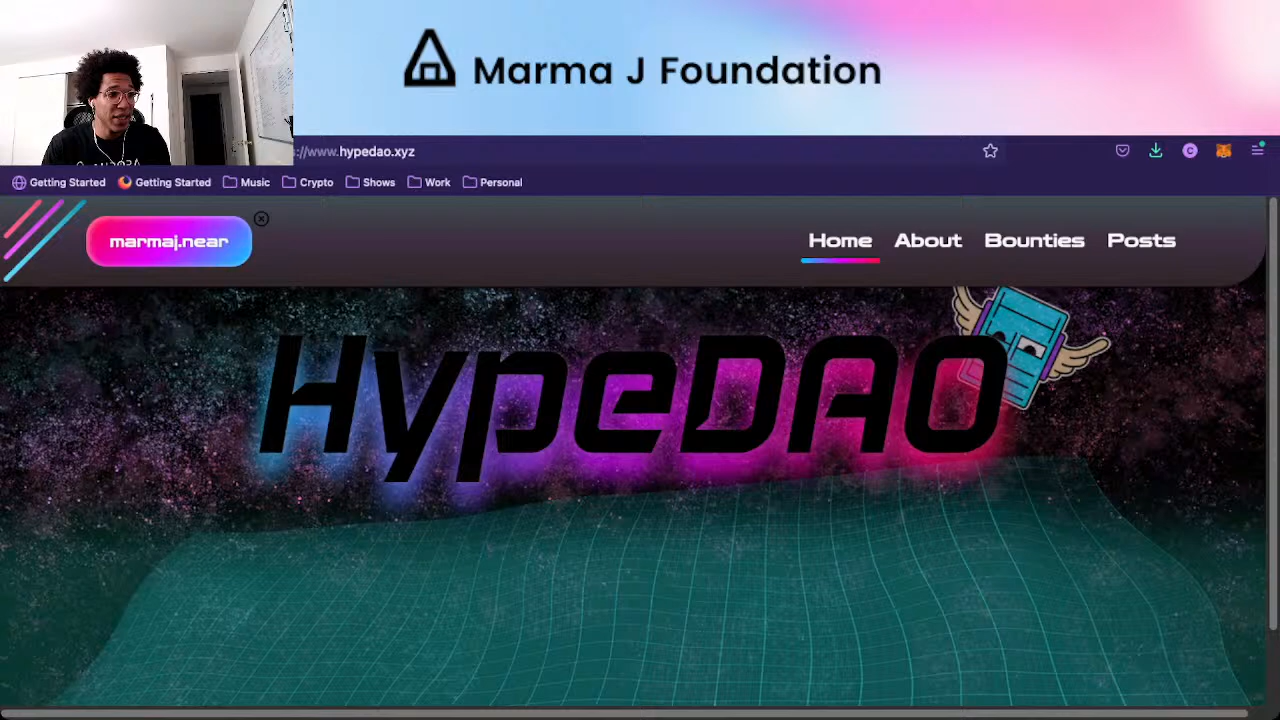 Marma J Foundation
://www.hypedao.xyz
Getting Started
Getting Started
Music
Crypto
Shows
Work
Personal
marmaj.near
Home
About
Bounties
Posts
HypeDAO